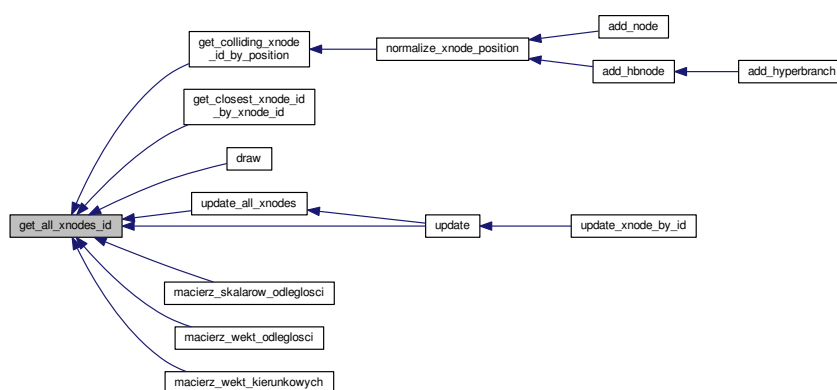 get_colliding_xnode
_id_by_position
normalize_xnode_position
add_node
add_hbnode
add_hyperbranch
get_closest_xnode_id
_by_xnode_id
draw
update_all_xnodes
get_all_xnodes_id
update
update_xnode_by_id
macierz_skalarow_odleglosci
macierz_wekt_odleglosci
macierz_wekt_kierunkowych